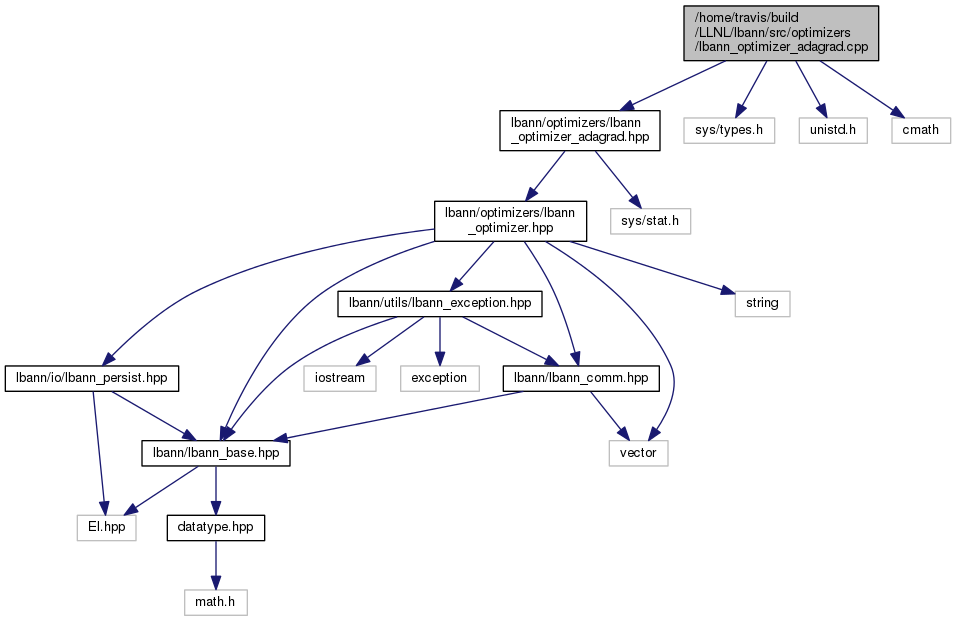 /home/travis/build
/LLNL/lbann/src/optimizers
/lbann_optimizer_adagrad.cpp
lbann/optimizers/lbann
_optimizer_adagrad.hpp
sys/types.h
unistd.h
cmath
lbann/optimizers/lbann
_optimizer.hpp
sys/stat.h
lbann/utils/lbann_exception.hpp
string
lbann/io/lbann_persist.hpp
iostream
exception
lbann/lbann_comm.hpp
lbann/lbann_base.hpp
vector
El.hpp
datatype.hpp
math.h